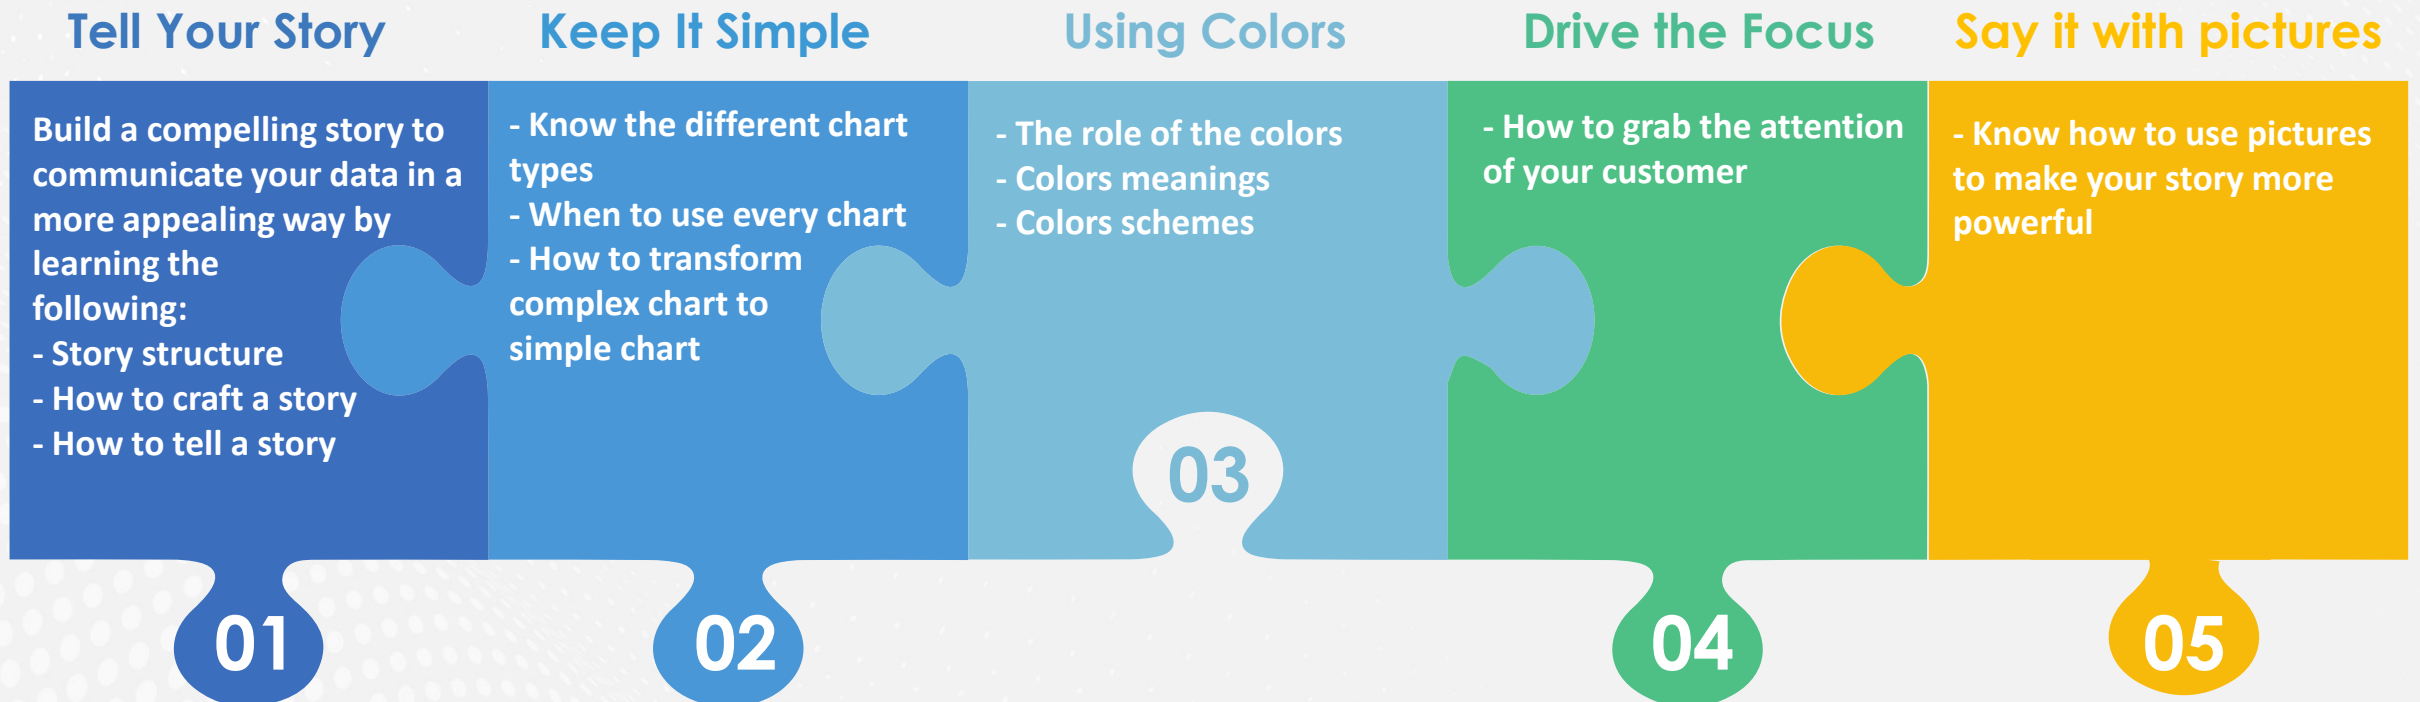 Tell Your Story
Build a compelling story to
communicate your data in a
more appealing way by
learning the
following:
- Story structure
- How to craft a story
- How to tell a story
01
Keep It Simple
- Know the different chart
types
- When to use every chart
- How to transform
complex chart to
simple chart
02
Using Colors
- The role of the colors
- Colors meanings
- Colors schemes
03
Drive the Focus
- How to grab the attention
of your customer
04
Say it with pictures
- Know how to use pictures
to make your story more
powerful
05